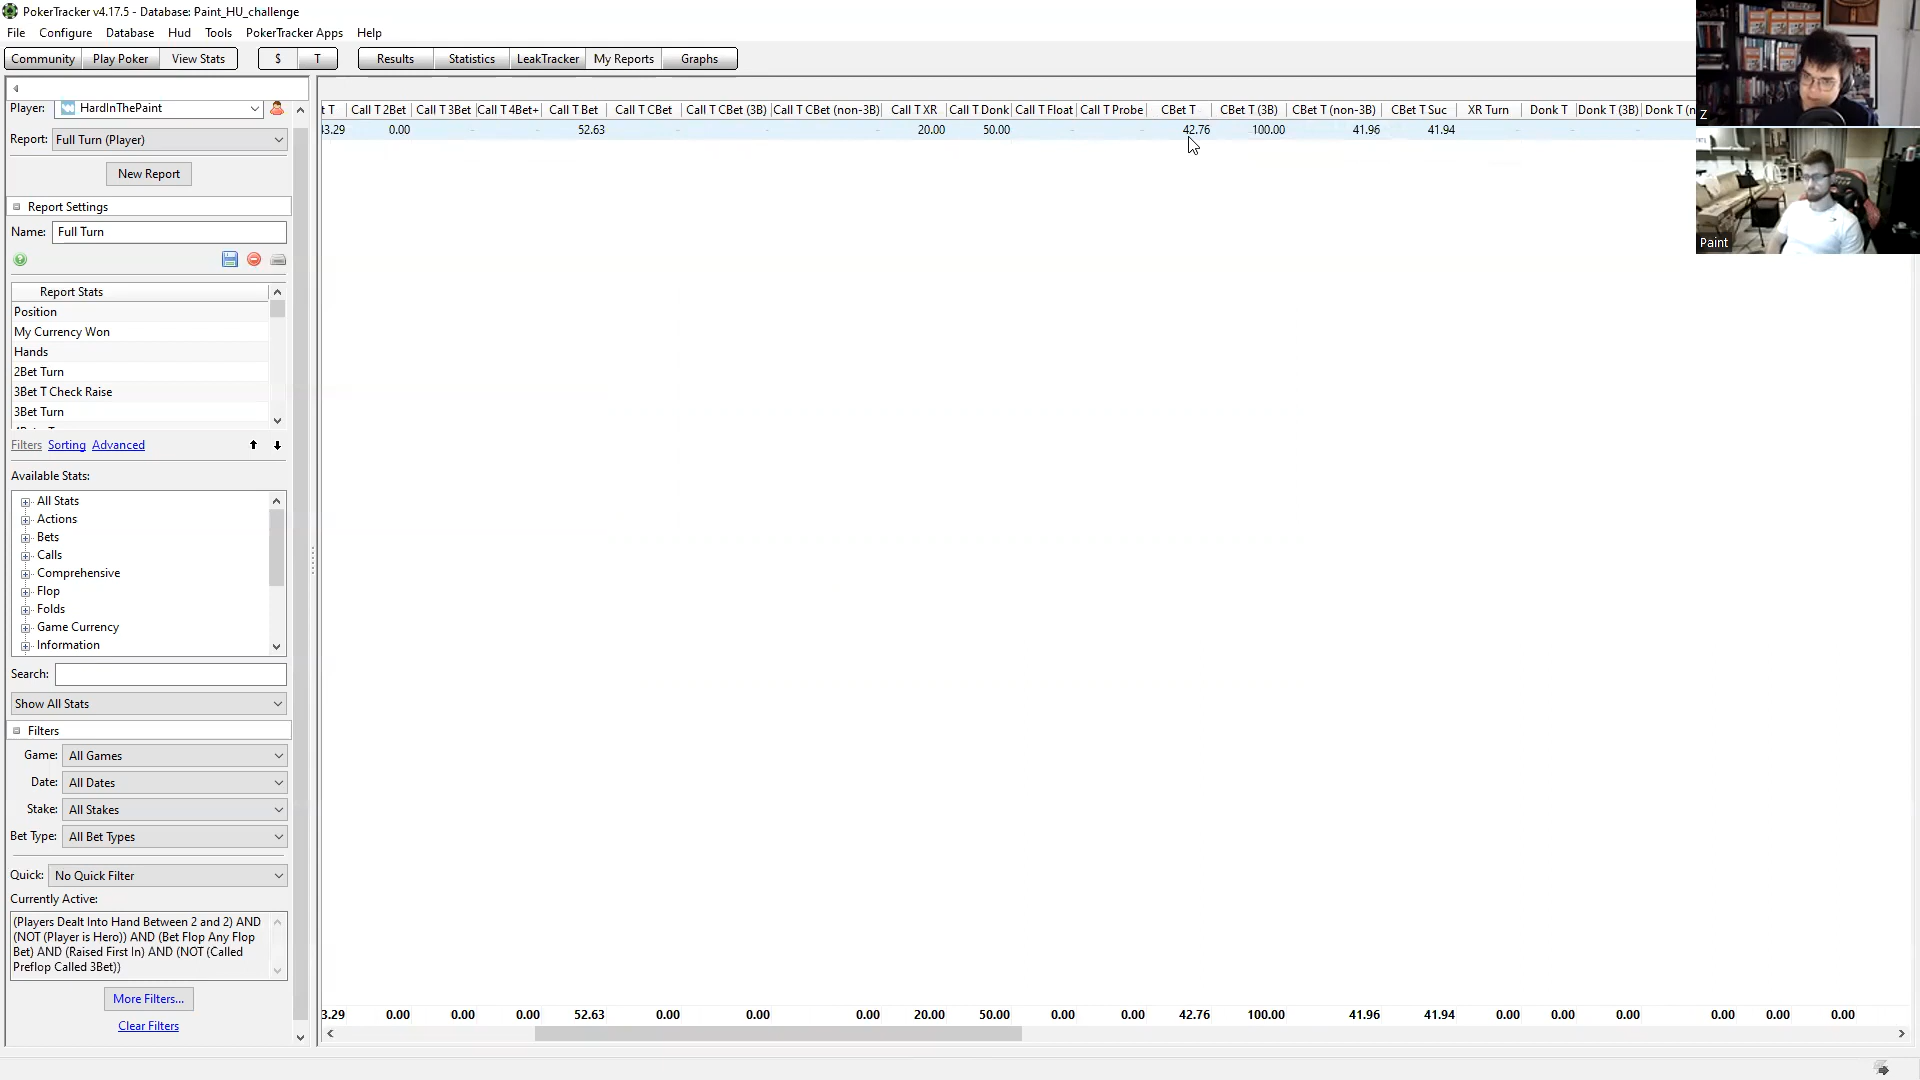 PokerTracker v4.17.5 - Database: Paint_HU_challenge
File Configure Database Hud Tools PokerTracker Apps Help
Community Play Poker View Stats $ T Results Statistics LeakTracker My Reports Graphs
Player: HardInThePaint
Report: Full Turn (Player)
New Report
Report Settings
Name: Full Turn
Report Stats
Position
My Currency Won
Hands
2Bet Turn
3Bet T Check Raise
3Bet Turn
Filters Sorting Advanced
Available Stats:
All Stats
Actions
Bets
Calls
Comprehensive
Flop
Folds
Game Currency
Information
Search:
Show All Stats
Filters
Game: All Games
Date: All Dates
Stake: All Stakes
Bet Type: All Bet Types
Quick: No Quick Filter
Currently Active:
(Players Dealt Into Hand Between 2 and 2) AND
(NOT (Player is Hero)) AND (Bet Flop Any Flop
Bet) AND (Raised First In) AND (NOT (Called
Preflop Called 3Bet))
More Filters...
Clear Filters
t T Call T 2Bet Call T 3Bet Call T 4Bet+ Call T Bet Call T CBet Call T CBet (3B) Call T CBet (non-3B) Call T XR Call T Donk Call T Float Call T Probe CBet T CBet T (3B) CBet T (non-3B) CBet T Suc XR Turn Donk T Donk T (3B) Donk T (n
3.29 0.00 - - 52.63 - - - 20.00 50.00 - - 42.76 100.00 41.96 41.94 - - -
3.29 0.00 0.00 0.00 52.63 0.00 0.00 0.00 20.00 50.00 0.00 0.00 42.76 100.00 41.96 41.94 0.00 0.00 0.00 0.00 0.00 0.00
Z
Paint